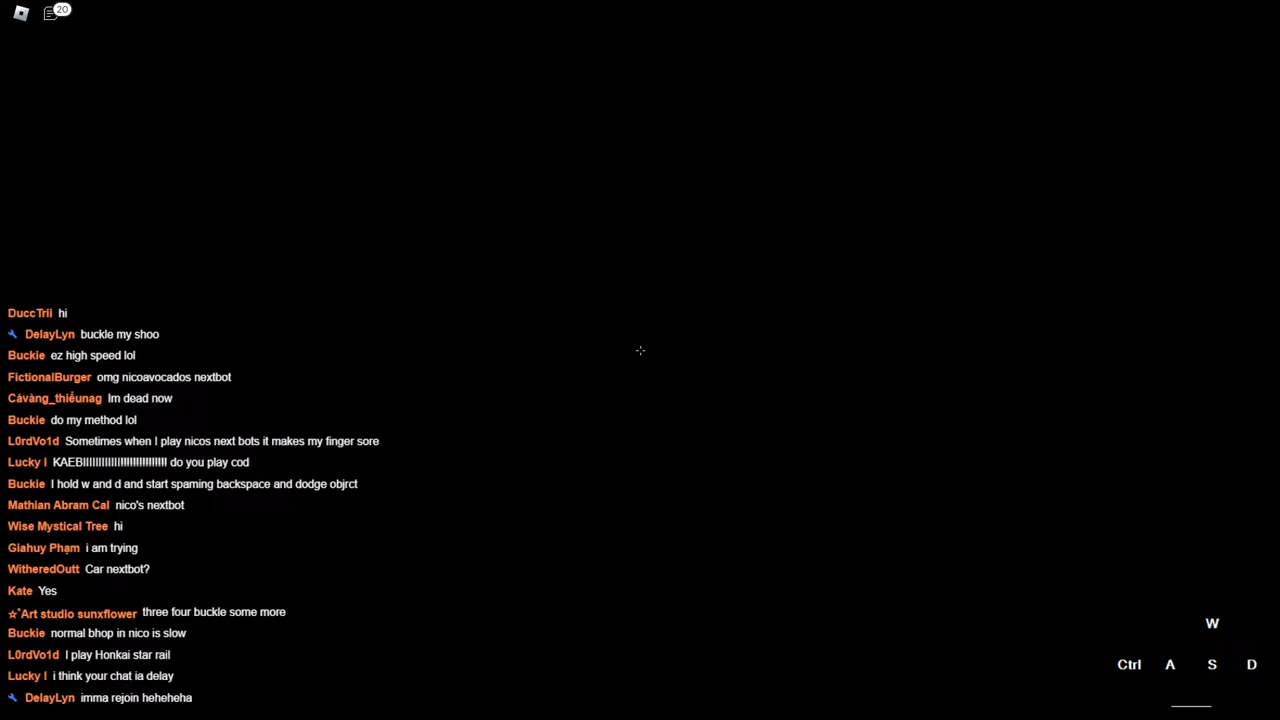 20
DuccTrii hi
DelayLyn buckle my shoo
Buckie ez high speed lol
FictionalBurger omg nicoavocados nextbot
Cávàng_thiếunag Im dead now
Buckie do my method lol
L0rdVo1d Sometimes when I play nicos next bots it makes my finger sore
Lucky I do you play cod
Buckie I hold w and d and start spaming backspace and dodge objrct
Mathian Abram Cal nico's nextbot
Wise Mystical Tree hi
Giahuy Phạm i am trying
WitheredOutt Car nextbot?
Kate Yes
☆˚Art studio sunxflower three four buckle some more
Buckie normal bhop in nico is slow
L0rdVo1d I play Honkai star rail
Lucky I i think your chat ia delay
DelayLyn imma rejoin heheheha
W
Ctrl A S D